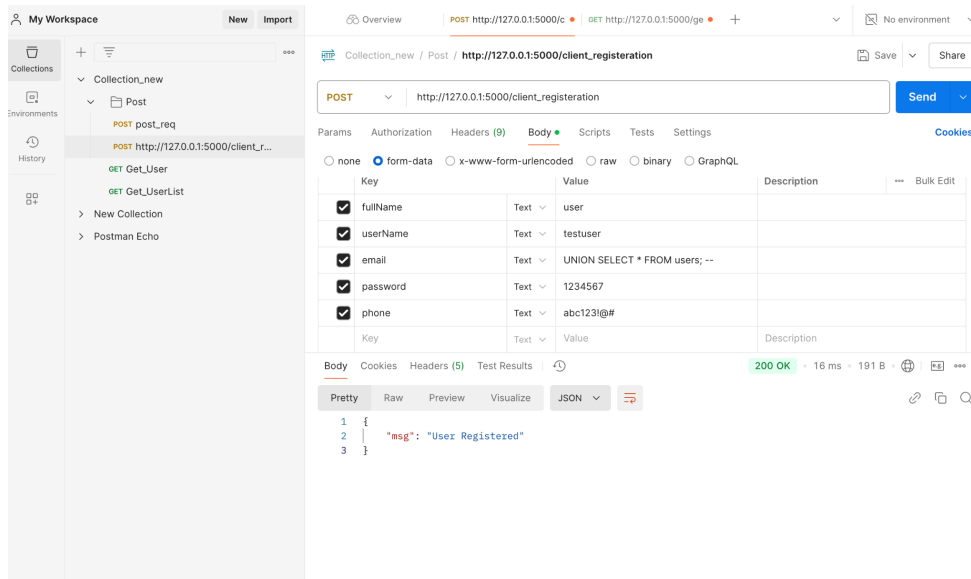 My Workspace
New
Import
Overview
POST http://127.0.0.1:5000/c
GET http://127.0.0.1:5000/ge
No environment
Collections
Environments
History
Collection_new
Post
POST post_req
POST http://127.0.0.1:5000/client_r...
GET Get_User
GET Get_UserList
New Collection
Postman Echo
HTTP Collection_new / Post / http://127.0.0.1:5000/client_registeration
Save
Share
POST http://127.0.0.1:5000/client_registeration
Send
Params Authorization Headers (9) Body Scripts Tests Settings
Cookies
none form-data x-www-form-urlencoded raw binary GraphQL
Key Value Description Bulk Edit
fullName Text user
userName Text testuser
email Text UNION SELECT * FROM users; --
password Text 1234567
phone Text abc123!@#
Key Text Value Description
Body Cookies Headers (5) Test Results
200 OK 16 ms 191 B
e.g.
Pretty Raw Preview Visualize JSON
1 {
2 "msg": "User Registered"
3 }